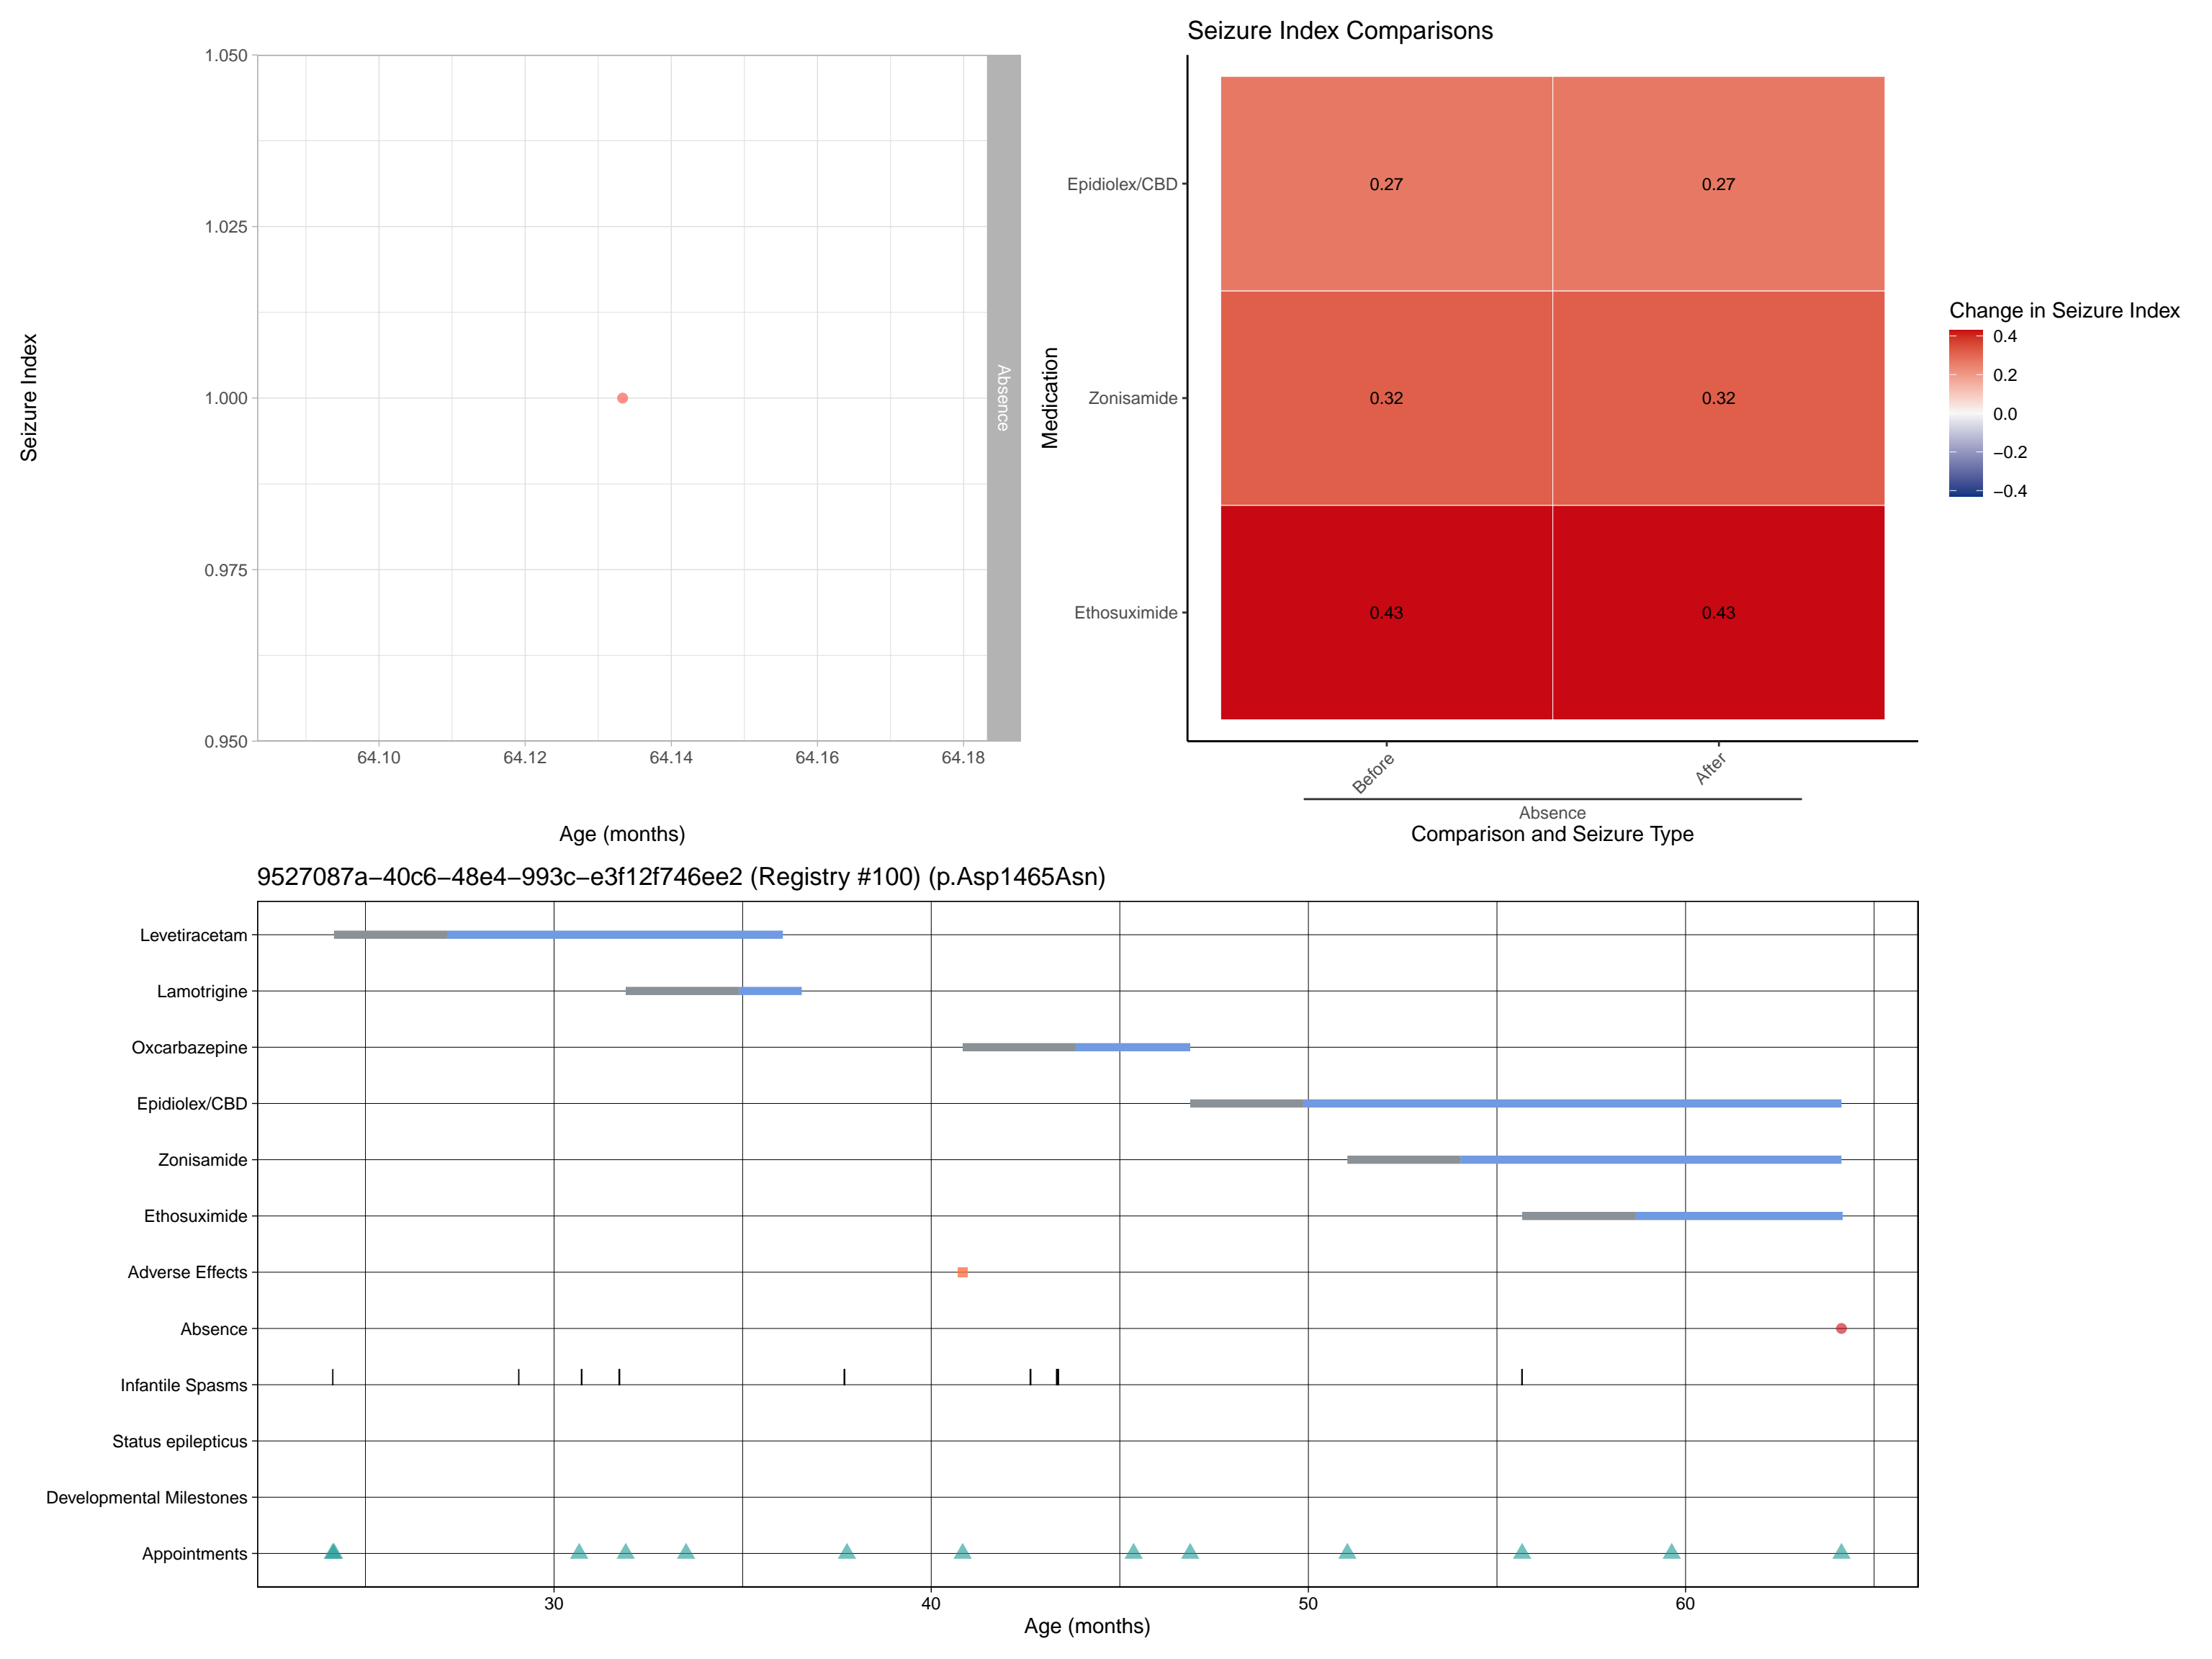 Seizure Index Comparisons
1.050
1.025
1.000
0.975
0.950
Seizure Index
64.10 64.12 64.14 64.16 64.18
Age (months)
Absence
Medication
Epidiolex/CBD
Zonisamide
Ethosuximide
0.27 0.27
0.32 0.32
0.43 0.43
Before After
Absence
Comparison and Seizure Type
Change in Seizure Index
0.4
0.2
0.0
−0.2
−0.4
9527087a−40c6−48e4−993c−e3f12f746ee2 (Registry #100) (p.Asp1465Asn)
Levetiracetam
Lamotrigine
Oxcarbazepine
Epidiolex/CBD
Zonisamide
Ethosuximide
Adverse Effects
Absence
Infantile Spasms
Status epilepticus
Developmental Milestones
Appointments
30 40 50 60
Age (months)